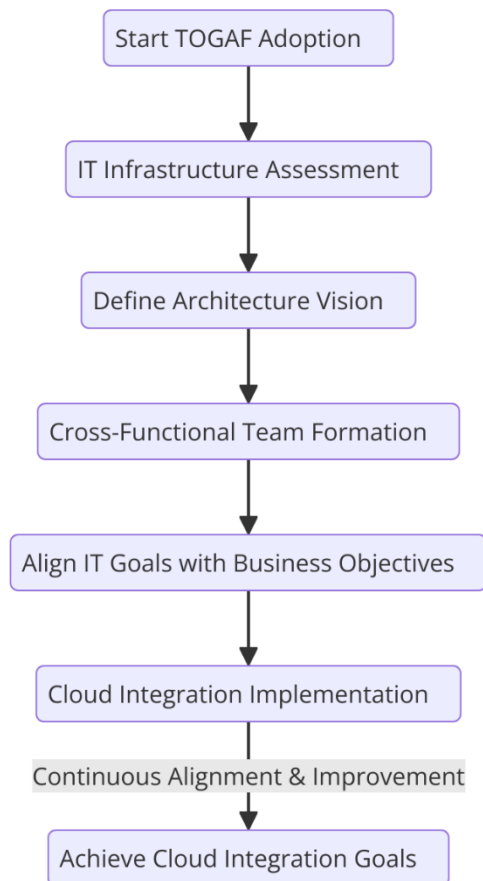 Start TOGAF Adoption
IT Infrastructure Assessment
Define Architecture Vision
Cross-Functional Team Formation
Align IT Goals with Business Objectives
Cloud Integration Implementation
Continuous Alignment & Improvement
Achieve Cloud Integration Goals